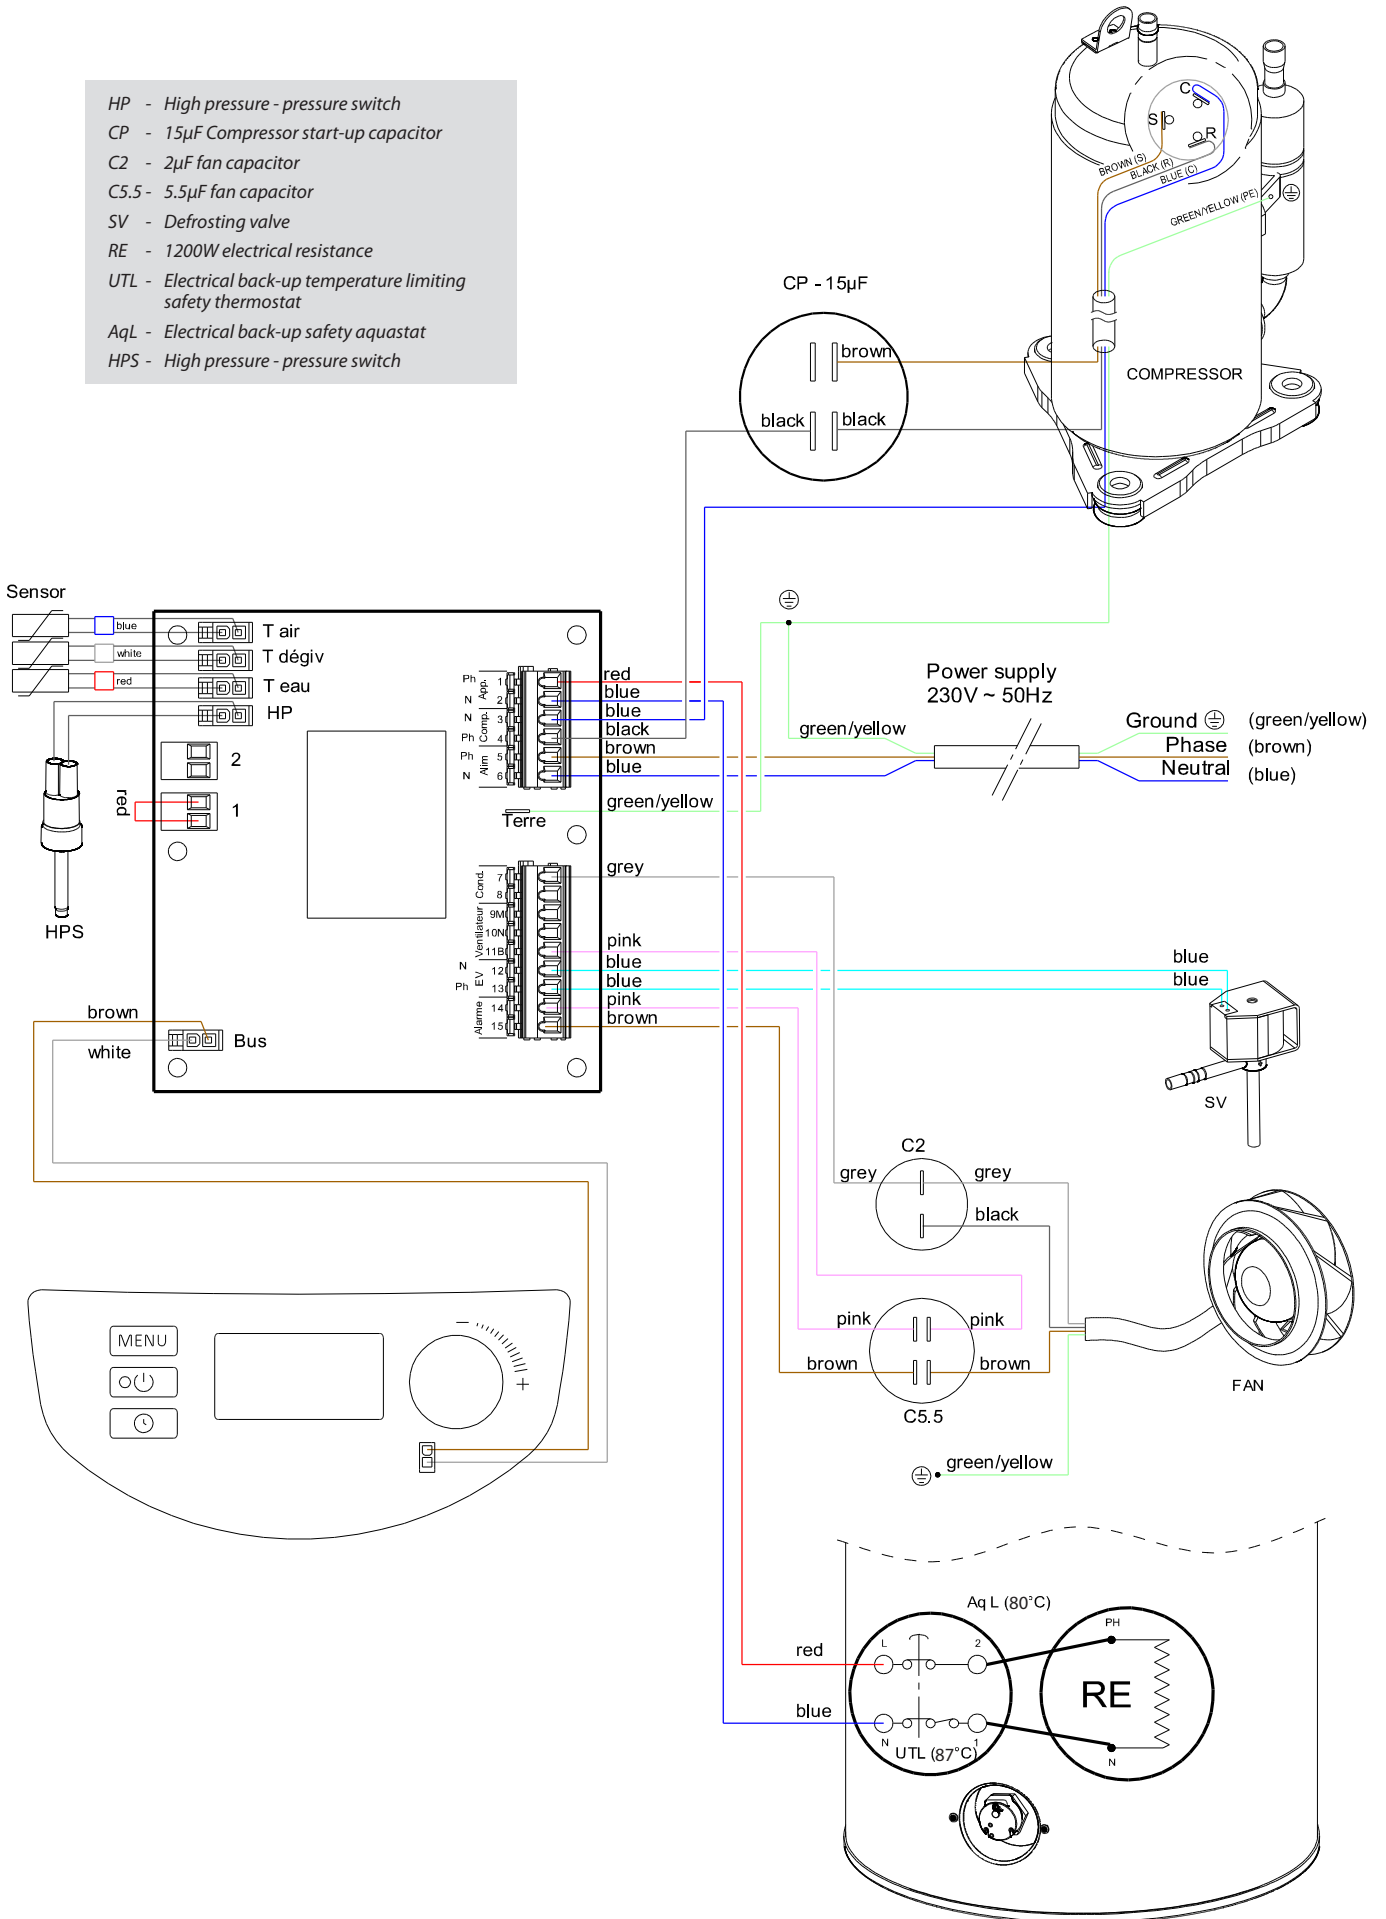 HP - High pressure - pressure switch
CP - 15µF Compressor start-up capacitor
C2 - 2µF fan capacitor
C5.5 - 5.5µF fan capacitor
SV - Defrosting valve
RE - 1200W electrical resistance
UTL - Electrical back-up temperature limiting
safety thermostat
AqL - Electrical back-up safety aquastat
HPS - High pressure - pressure switch
C
S
R
BROWN (S)
BLACK (R)
BLUE (C)
GREEN/YELLOW (PE)
COMPRESSOR
CP - 15µF
brown
black
black
Sensor
blue
white
red
T air
T dégiv
T eau
HP
2
1
red
HPS
Ph
N
N
Ph
Ph
N
App.
Comp.
Alim
1
2
3
4
5
6
red
blue
blue
black
brown
blue
Terre
green/yellow
green/yellow
Power supply
230V ~ 50Hz
Ground (green/yellow)
Phase (brown)
Neutral (blue)
Cond.
Ventilateur
EV
Alarme
N
Ph
7
8
9M
10N
11B
12
13
14
15
grey
pink
blue
blue
pink
brown
blue
blue
SV
brown
white
Bus
C2
grey
grey
black
pink
pink
brown
brown
C5.5
green/yellow
FAN
MENU
−
+
Aq L (80°C)
red
blue
L
2
N
1
UTL (87°C)
PH
RE
N